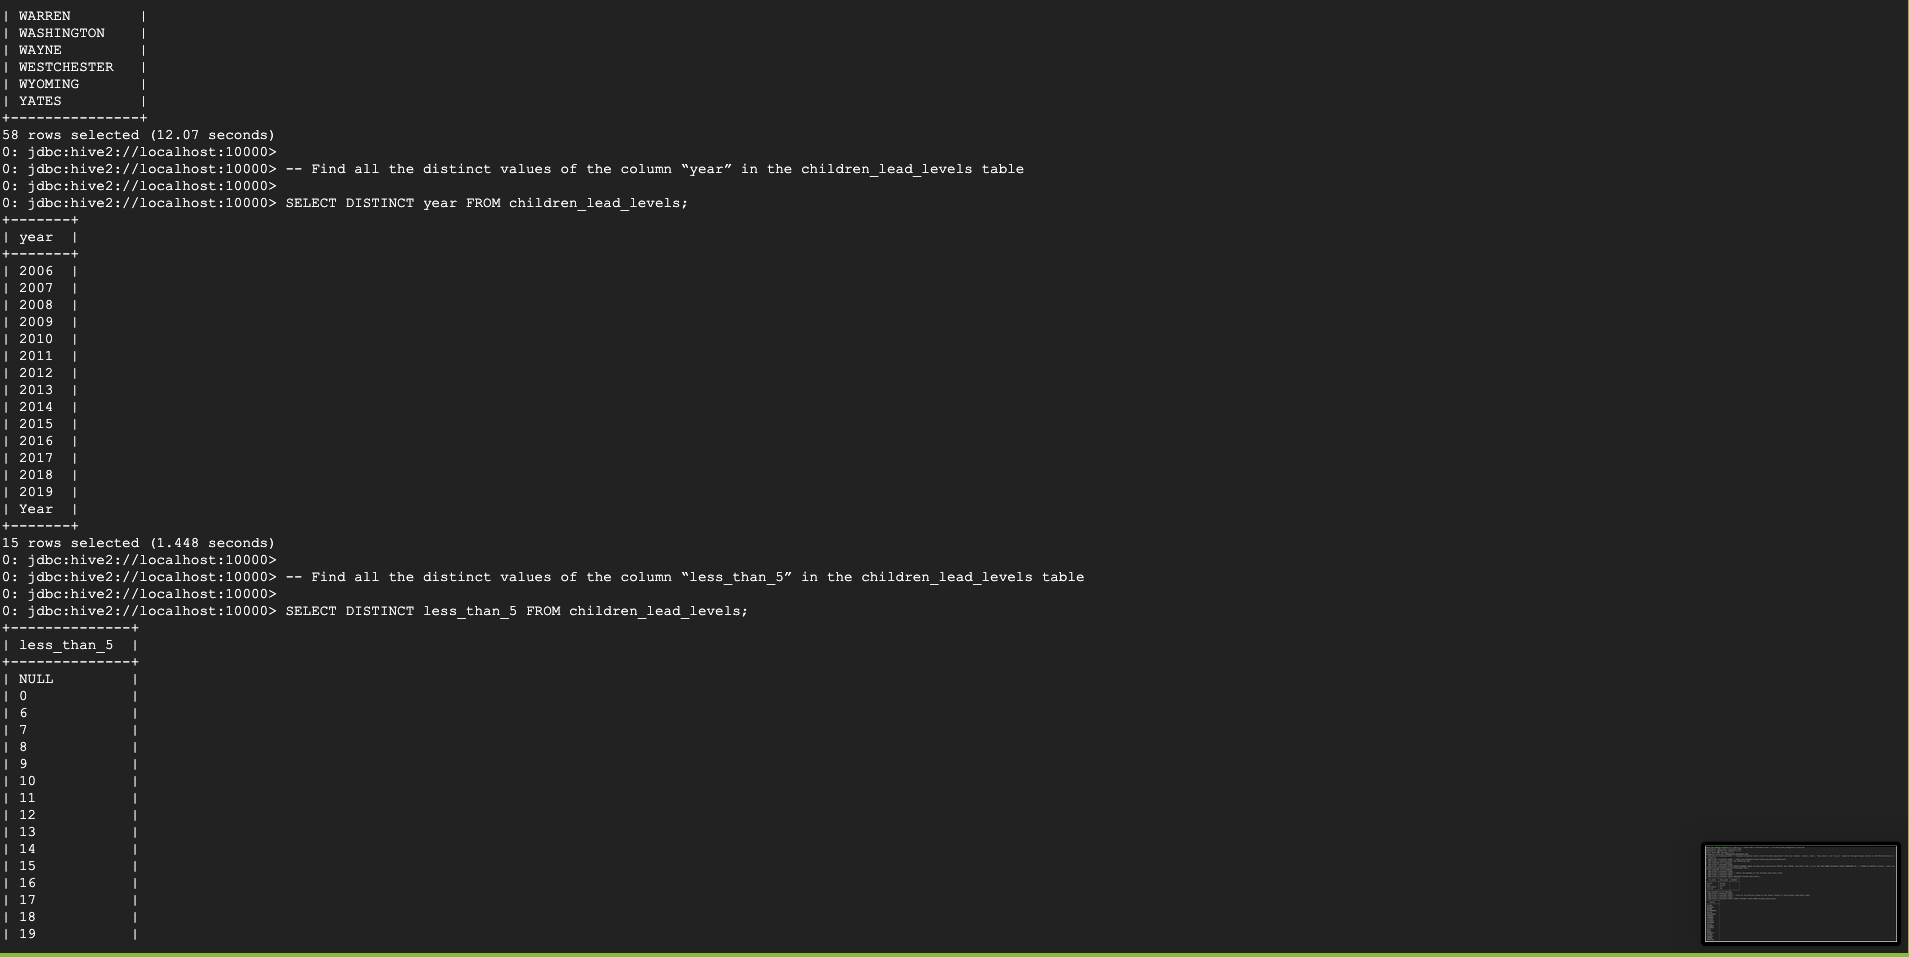 | WARREN        |
| WASHINGTON    |
| WAYNE         |
| WESTCHESTER   |
| WYOMING       |
| YATES         |
+---------------+
58 rows selected (12.07 seconds)
0: jdbc:hive2://localhost:10000>
0: jdbc:hive2://localhost:10000> -- Find all the distinct values of the column “year” in the children_lead_levels table
0: jdbc:hive2://localhost:10000>
0: jdbc:hive2://localhost:10000> SELECT DISTINCT year FROM children_lead_levels;
+-------+
| year  |
+-------+
| 2006  |
| 2007  |
| 2008  |
| 2009  |
| 2010  |
| 2011  |
| 2012  |
| 2013  |
| 2014  |
| 2015  |
| 2016  |
| 2017  |
| 2018  |
| 2019  |
| Year  |
+-------+
15 rows selected (1.448 seconds)
0: jdbc:hive2://localhost:10000>
0: jdbc:hive2://localhost:10000> -- Find all the distinct values of the column “less_than_5” in the children_lead_levels table
0: jdbc:hive2://localhost:10000>
0: jdbc:hive2://localhost:10000> SELECT DISTINCT less_than_5 FROM children_lead_levels;
+--------------+
| less_than_5  |
+--------------+
| NULL         |
| 0            |
| 6            |
| 7            |
| 8            |
| 9            |
| 10           |
| 11           |
| 12           |
| 13           |
| 14           |
| 15           |
| 16           |
| 17           |
| 18           |
| 19           |